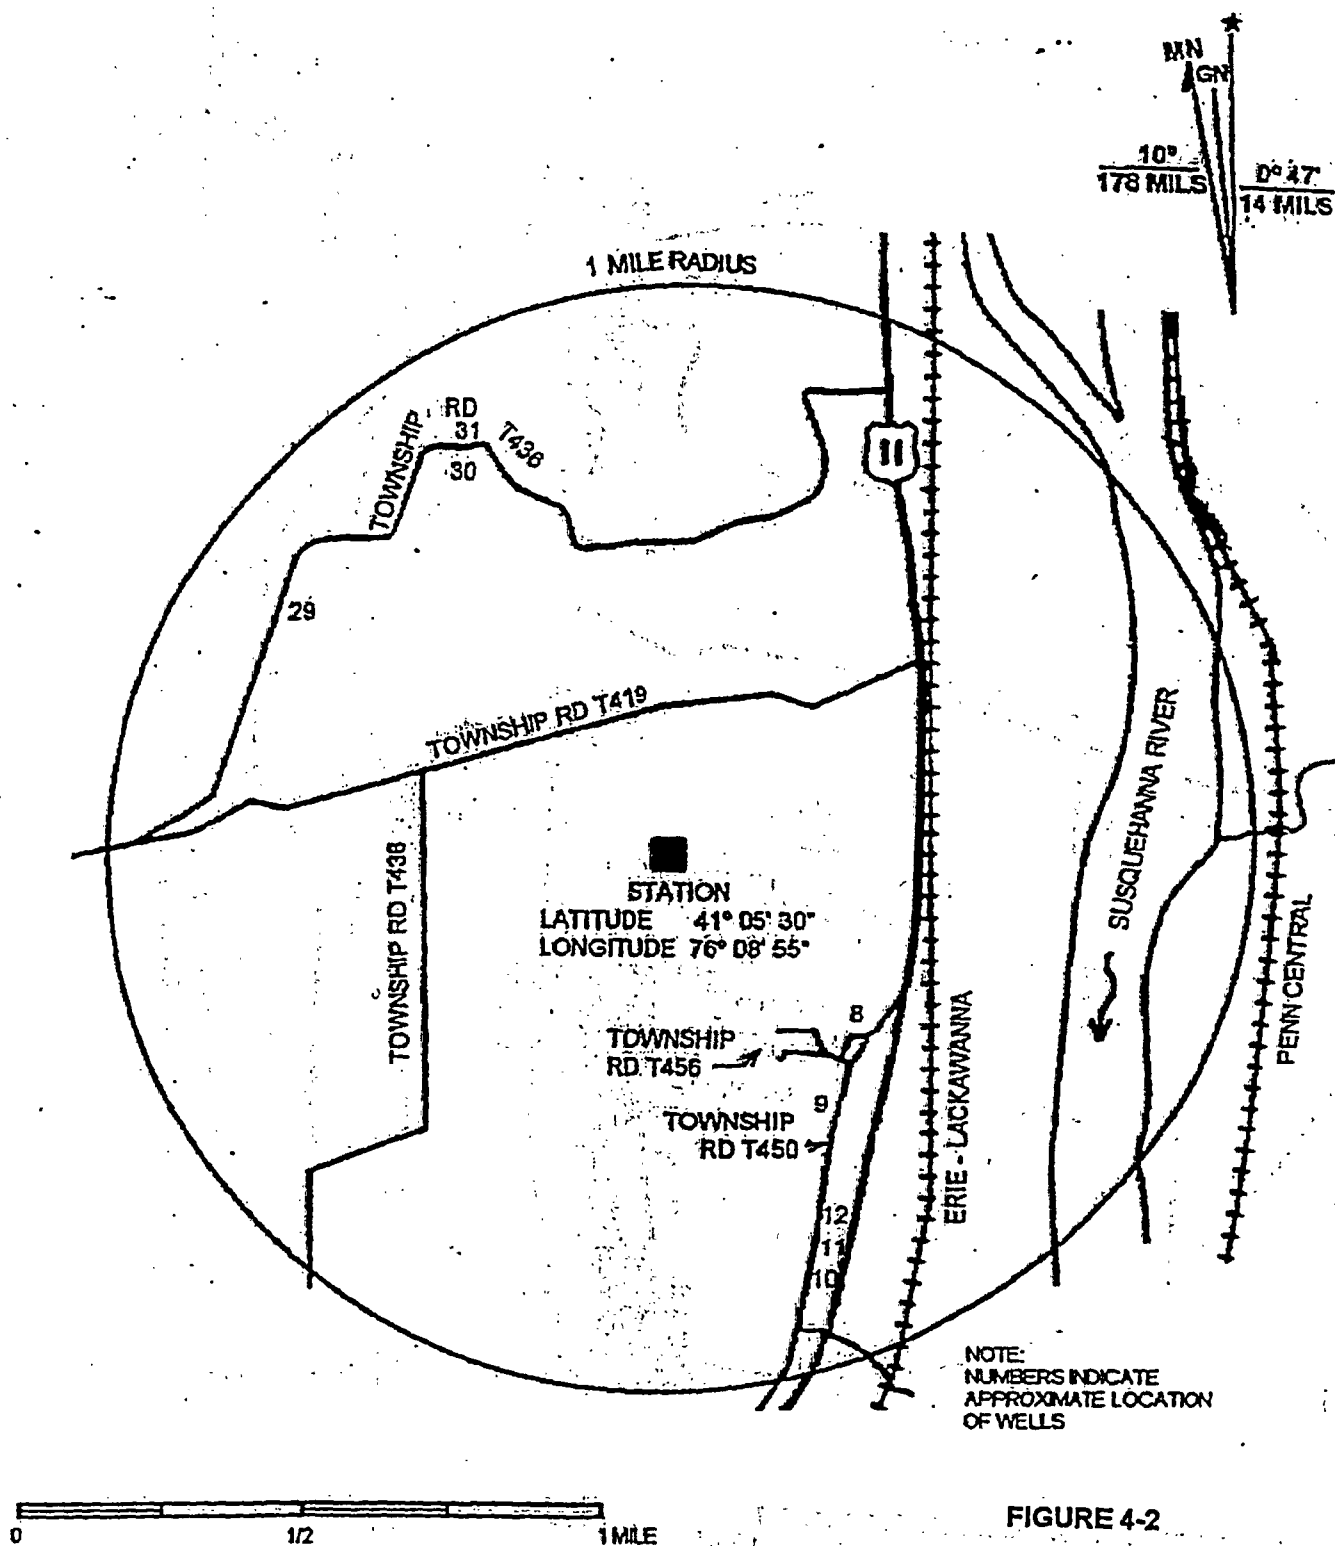 MN
GN
10°
178 MILS
0° 47'
14 MILS
1 MILE RADIUS
TOWNSHIP RD T436
31
30
11
29
TOWNSHIP RD T419
TOWNSHIP RD T438
SUSQUEHANNA RIVER
STATION
LATITUDE 41° 05' 30"
LONGITUDE 76° 08' 55"
PENN CENTRAL
8
TOWNSHIP
RD T456
ERIE - LACKAWANNA
9
TOWNSHIP
RD T450
12
11
10
NOTE:
NUMBERS INDICATE
APPROXIMATE LOCATION
OF WELLS
0 1/2 1 MILE
FIGURE 4-2